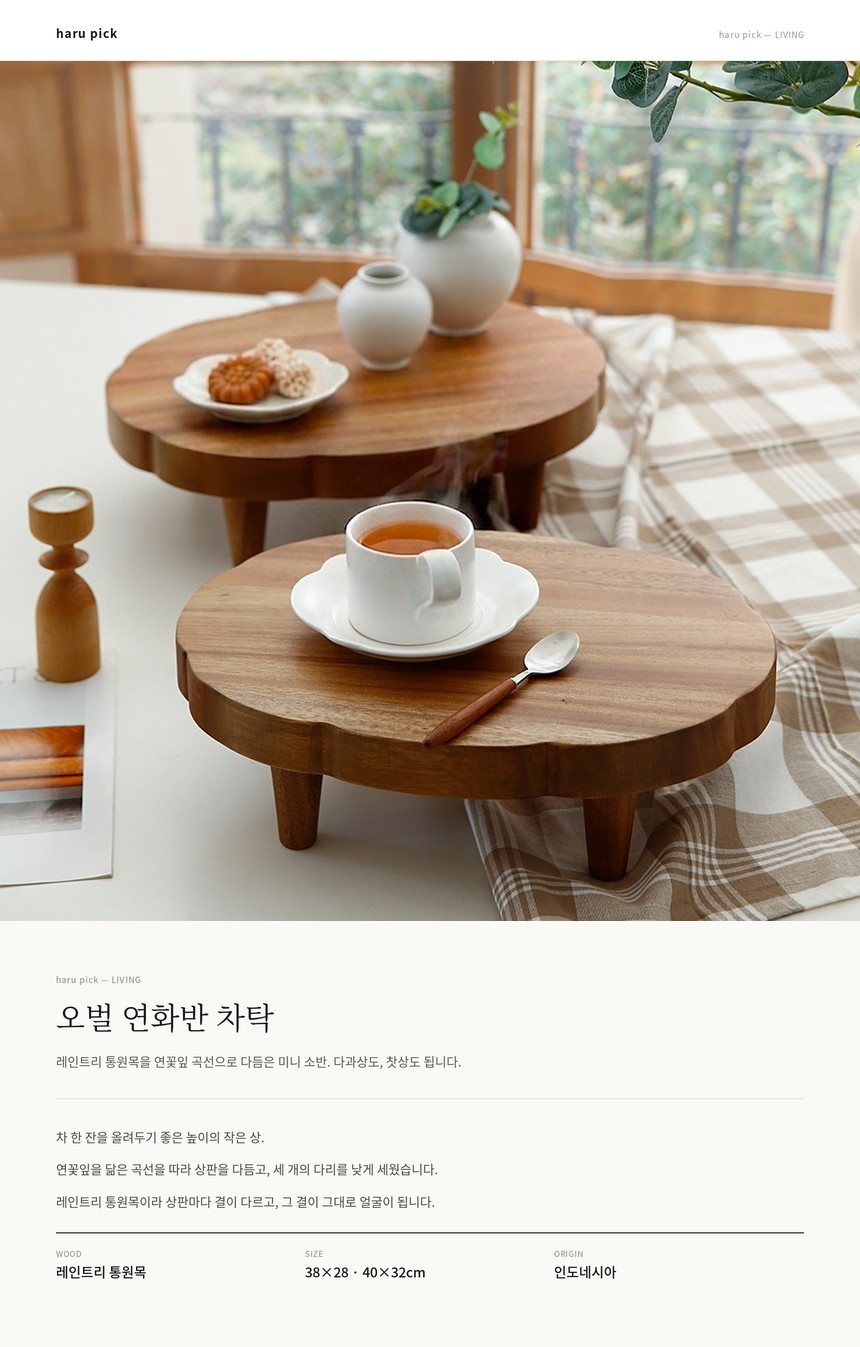 haru pick
haru pick — LIVING
haru pick — LIVING
오벌 연화반 차탁
레인트리 통원목을 연꽃잎 곡선으로 다듬은 미니 소반. 다과상도, 찻상도 됩니다.
차 한 잔을 올려두기 좋은 높이의 작은 상.
연꽃잎을 닮은 곡선을 따라 상판을 다듬고, 세 개의 다리를 낮게 세웠습니다.
레인트리 통원목이라 상판마다 결이 다르고, 그 결이 그대로 얼굴이 됩니다.
WOOD
레인트리 통원목
SIZE
38×28 · 40×32cm
ORIGIN
인도네시아